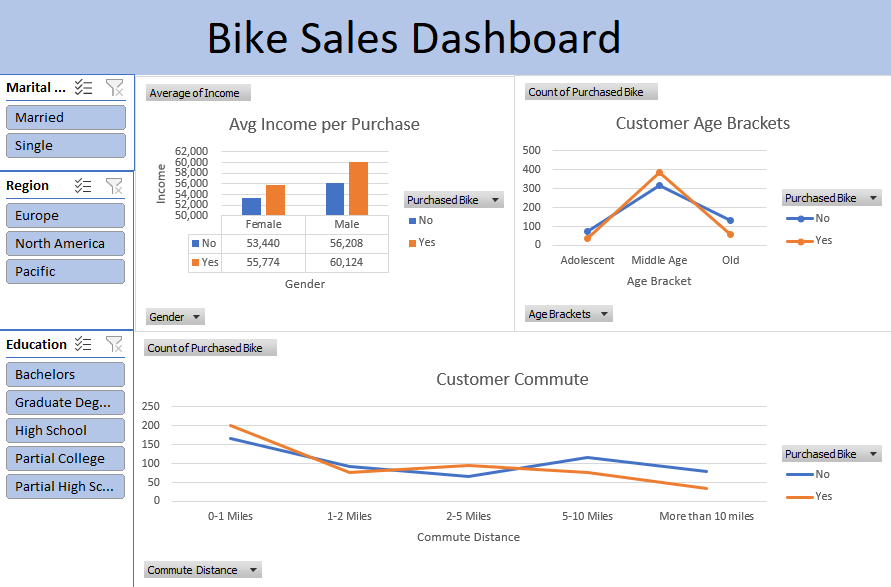 Bike Sales Dashboard
Marital ...
Married
Single
Region
Europe
North America
Pacific
Education
Bachelors
Graduate Deg...
High School
Partial College
Partial High Sc...
Average of Income
Avg Income per Purchase
62,000
60,000
58,000
56,000
54,000
52,000
50,000
Income
Female Male
No 53,440 56,208
Yes 55,774 60,124
Gender
Purchased Bike
No
Yes
Gender
Count of Purchased Bike
Customer Age Brackets
500
400
300
200
100
0
Adolescent Middle Age Old
Age Bracket
Purchased Bike
No
Yes
Age Brackets
Count of Purchased Bike
Customer Commute
250
200
150
100
50
0
0-1 Miles 1-2 Miles 2-5 Miles 5-10 Miles More than 10 miles
Commute Distance
Purchased Bike
No
Yes
Commute Distance